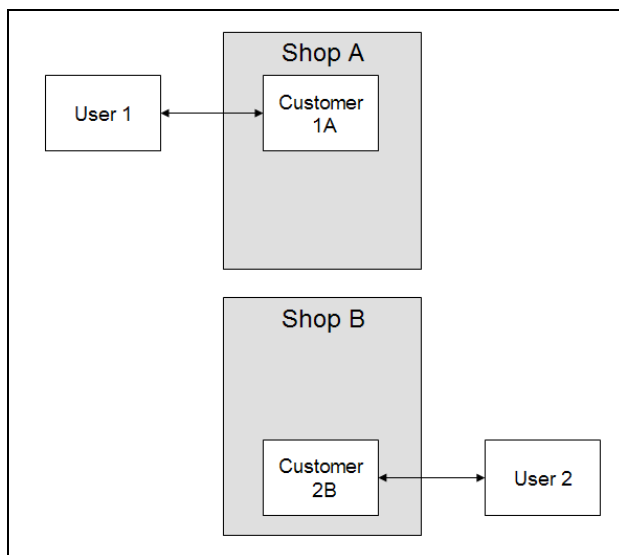 Shop A
User 1
Customer
1A
Shop B
Customer
2B
User 2